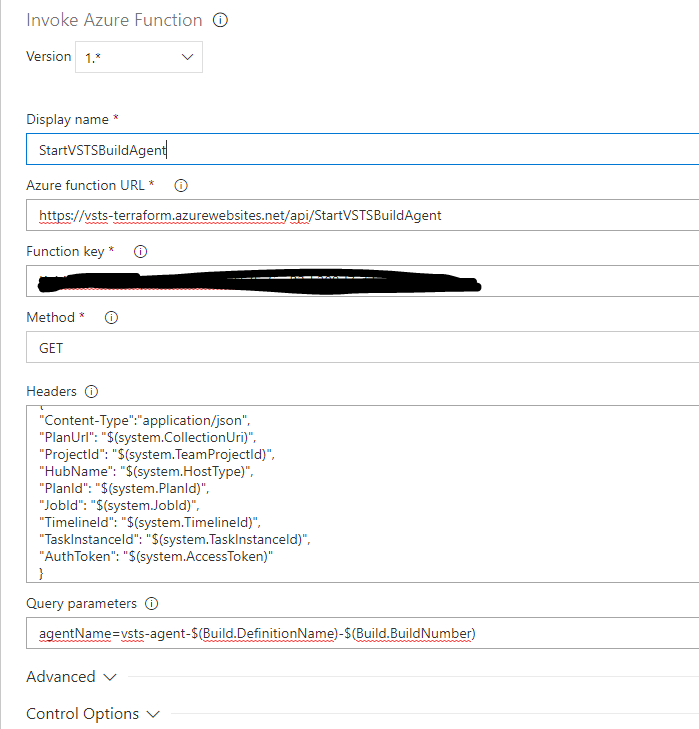 Invoke Azure Function
Version 1.*
Display name *
StartVSTSBuildAgent
Azure function URL *
https://vsts-terraform.azurewebsites.net/api/StartVSTSBuildAgent
Function key *
Method *
GET
Headers
{
"Content-Type":"application/json",
"PlanUrl": "$(system.CollectionUri)",
"ProjectId": "$(system.TeamProjectId)",
"HubName": "$(system.HostType)",
"PlanId": "$(system.PlanId)",
"JobId": "$(system.JobId)",
"TimelineId": "$(system.TimelineId)",
"TaskInstanceId": "$(system.TaskInstanceId)",
"AuthToken": "$(system.AccessToken)"
}
Query parameters
agentName=vsts-agent-$(Build.DefinitionName)-$(Build.BuildNumber)
Advanced
Control Options